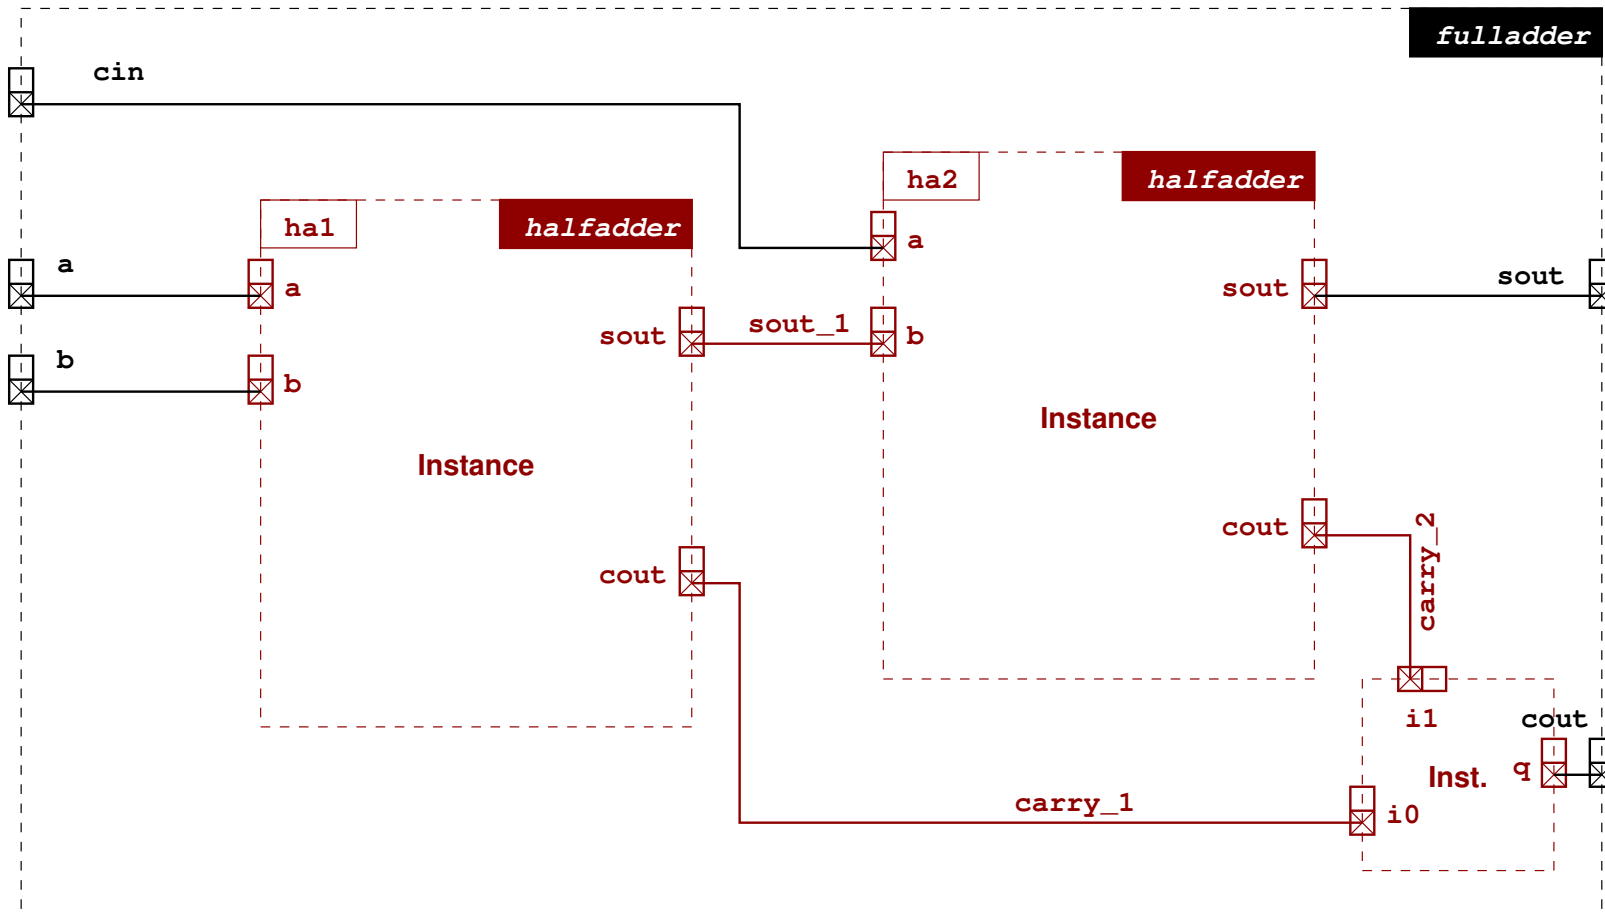 fulladder
cin
ha2
halfadder
ha1
halfadder
a
a
a
sout
sout
sout
sout_1
b
b
b
Instance
Instance
cout
carry_2
cout
i1
cout
q
Inst.
carry_1
i0